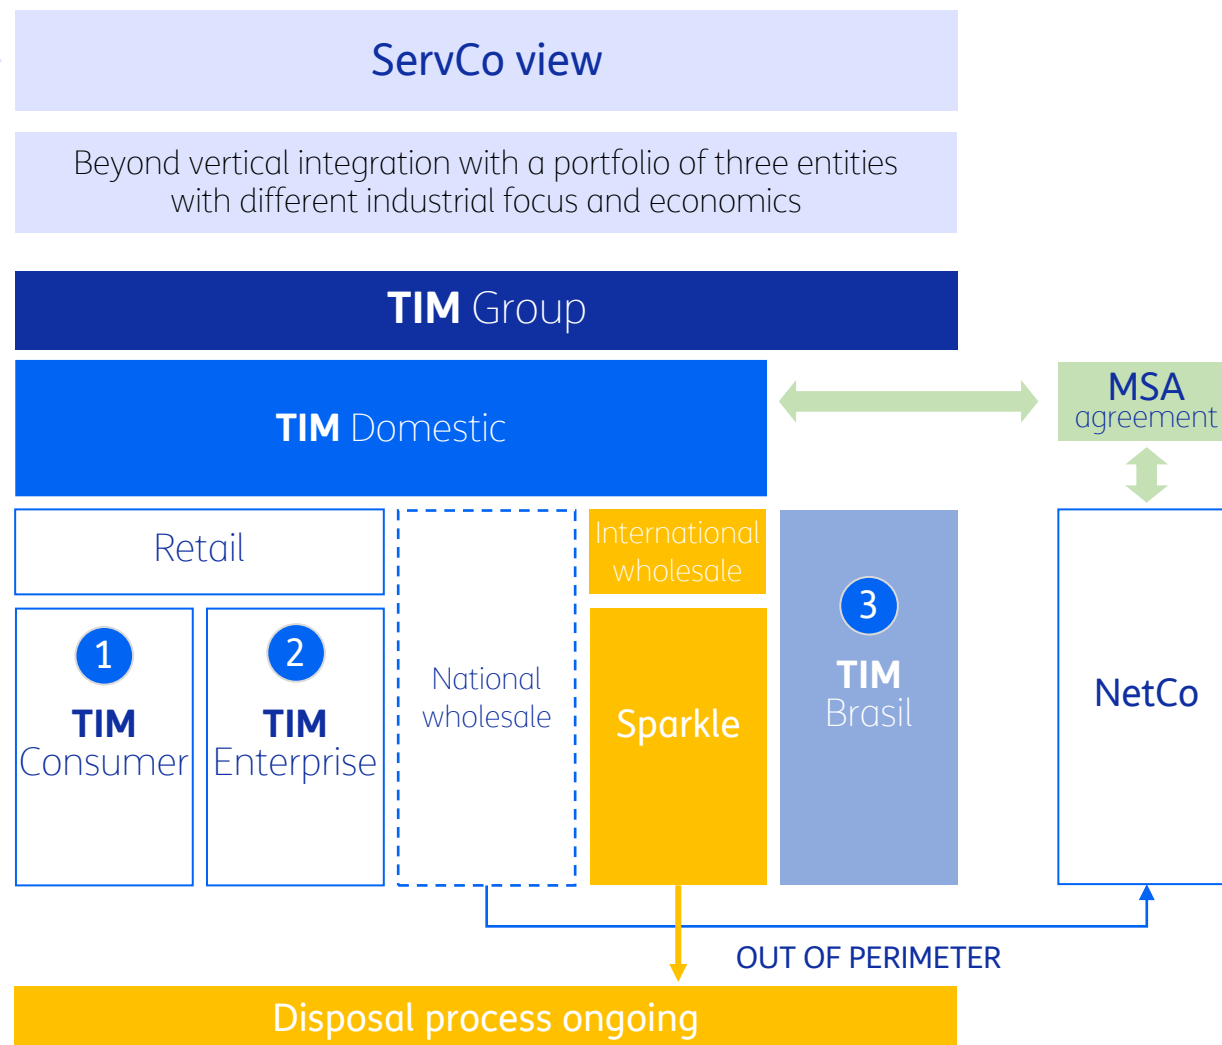 ServCo view
Beyond vertical integration with a portfolio of three entities
with different industrial focus and economics
TIM Group
TIM Domestic
MSA
agreement
Retail
International
wholesale
1
TIM
Consumer
2
TIM
Enterprise
National
wholesale
Sparkle
3
TIM
Brasil
NetCo
OUT OF PERIMETER
Disposal process ongoing